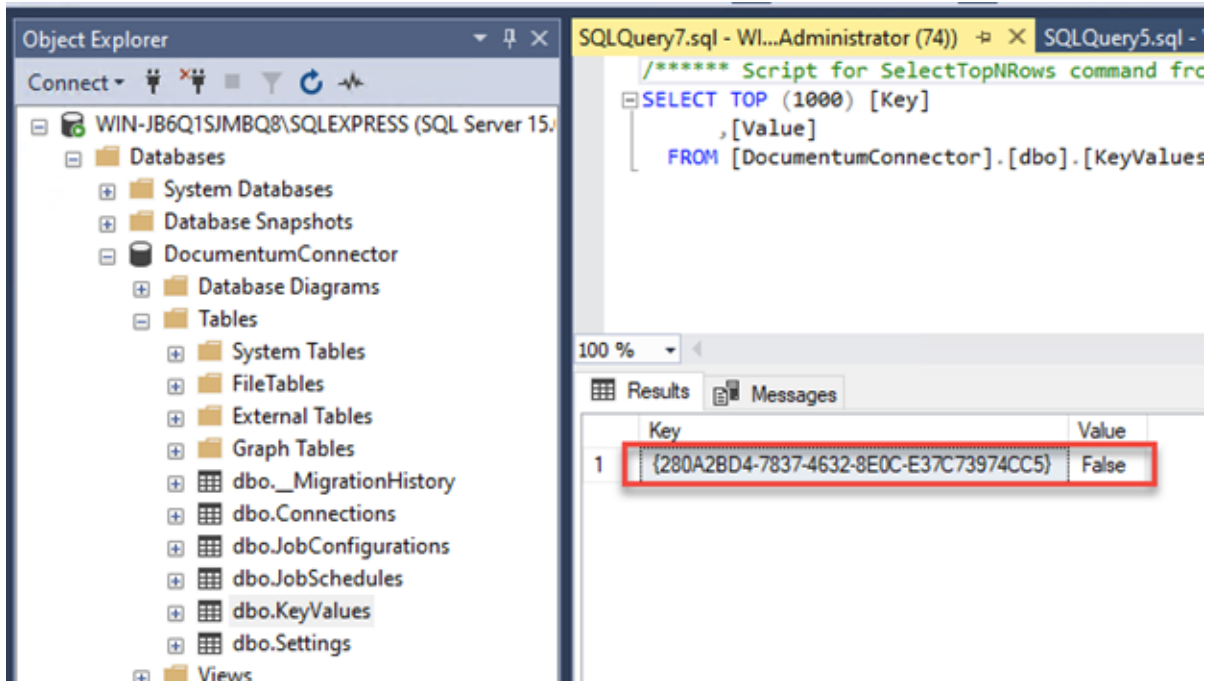 Object Explorer
Connect
WIN-JB6Q1SJMBQ8\SQLEXPRESS (SQL Server 15.
Databases
System Databases
Database Snapshots
DocumentumConnector
Database Diagrams
Tables
System Tables
FileTables
External Tables
Graph Tables
dbo.__MigrationHistory
dbo.Connections
dbo.JobConfigurations
dbo.JobSchedules
dbo.KeyValues
dbo.Settings
Views
SQLQuery7.sql - WI...Administrator (74)) SQLQuery5.sql -
/****** Script for SelectTopNRows command fro
SELECT TOP (1000) [Key]
,[Value]
FROM [DocumentumConnector].[dbo].[KeyValues
100 %
Results Messages
Key Value
1 {280A2BD4-7837-4632-8E0C-E37C73974CC5} False